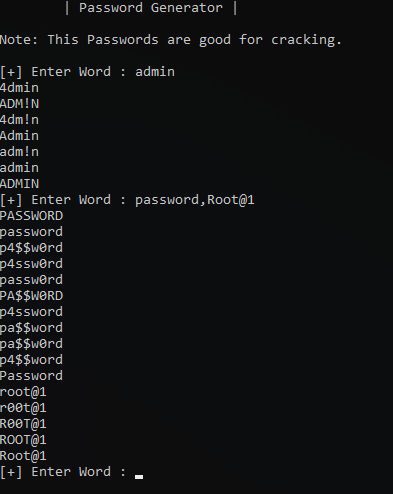 | Password Generator |
Note: This Passwords are good for cracking.
[+] Enter Word : admin
4dmin
ADM!N
4dm!n
Admin
adm!n
admin
ADMIN
[+] Enter Word : password,Root@1
PASSWORD
password
p4$$w0rd
p4ssw0rd
passw0rd
PA$$W0RD
p4ssword
pa$$word
pa$$w0rd
p4$$word
Password
root@1
r00t@1
R00T@1
ROOT@1
Root@1
[+] Enter Word :